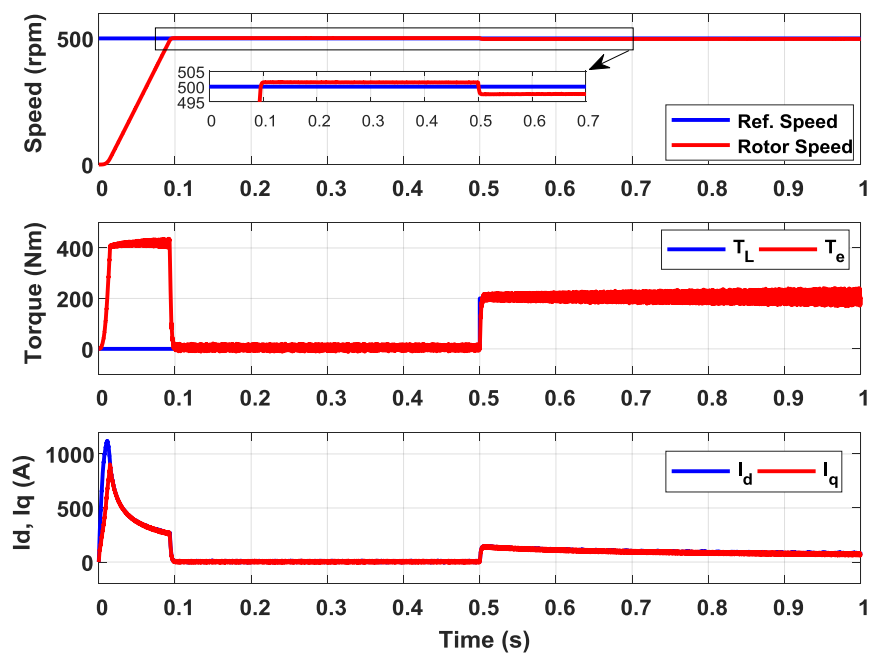 Speed (rpm)
500
0
505
500
495
0 0.1 0.2 0.3 0.4 0.5 0.6 0.7
Ref. Speed
Rotor Speed
0 0.1 0.2 0.3 0.4 0.5 0.6 0.7 0.8 0.9 1
Torque (Nm)
400
200
0
T_L T_e
0 0.1 0.2 0.3 0.4 0.5 0.6 0.7 0.8 0.9 1
Id, Iq (A)
1000
500
0
I_d I_q
0 0.1 0.2 0.3 0.4 0.5 0.6 0.7 0.8 0.9 1
Time (s)